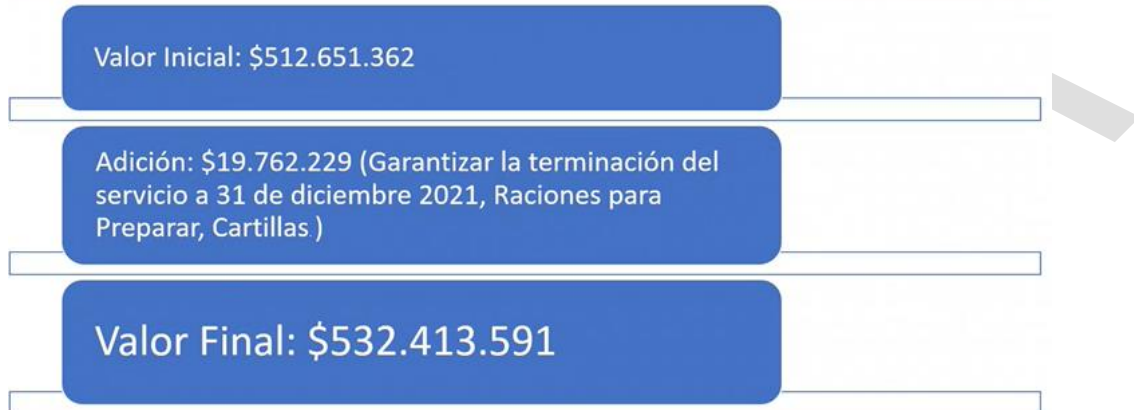 Valor Inicial: $512.651.362
Adición: $19.762.229 (Garantizar la terminación del
servicio a 31 de diciembre 2021, Raciones para
Preparar, Cartillas.)
Valor Final: $532.413.591